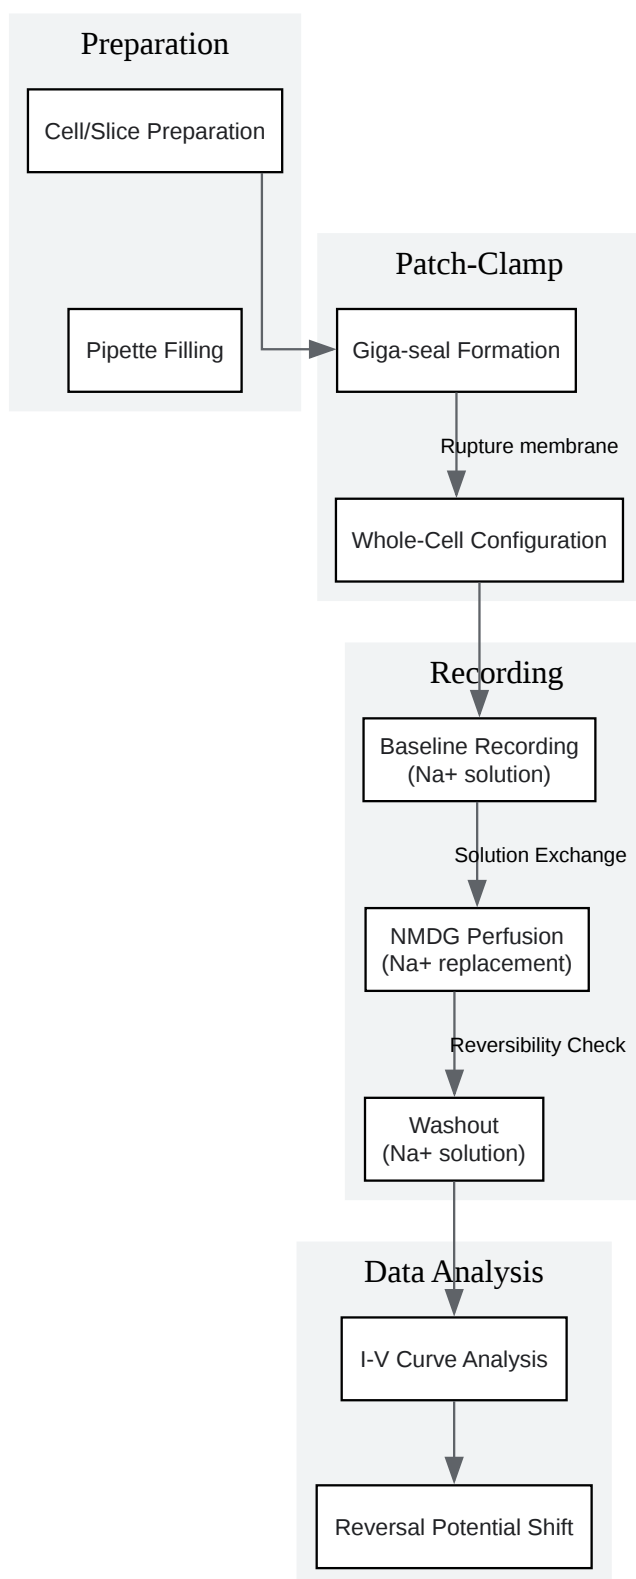 Preparation
Cell/Slice Preparation
Pipette Filling
Patch-Clamp
Giga-seal Formation
Rupture membrane
Whole-Cell Configuration
Recording
Baseline Recording
(Na+ solution)
Solution Exchange
NMDG Perfusion
(Na+ replacement)
Reversibility Check
Washout
(Na+ solution)
Data Analysis
I-V Curve Analysis
Reversal Potential Shift